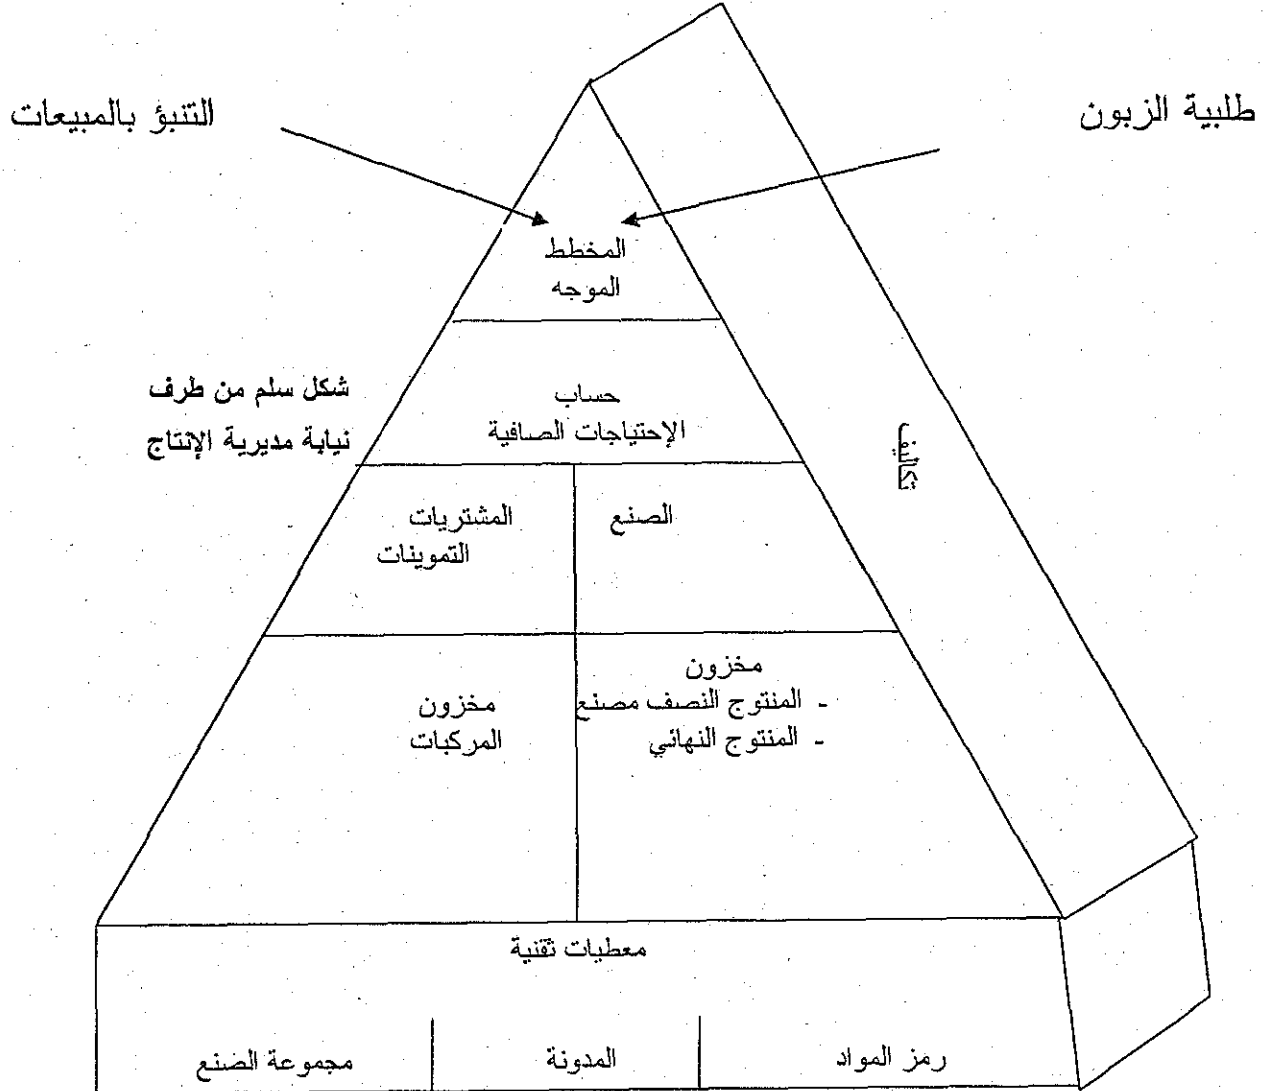 طلبية الزبون
التنبؤ بالمبيعات
المخطط
الموجه
شكل سلم من طرف
نيابة مديرية الإنتاج
حساب
الإحتياجات الصافية
تكاليف
الصنع
المشتريات
التموينات
مخزون
- المنتوج النصف مصنع
- المنتوج النهائي
مخزون
المركبات
معطيات تقنية
رمز المواد
المدونة
مجموعة الصنع